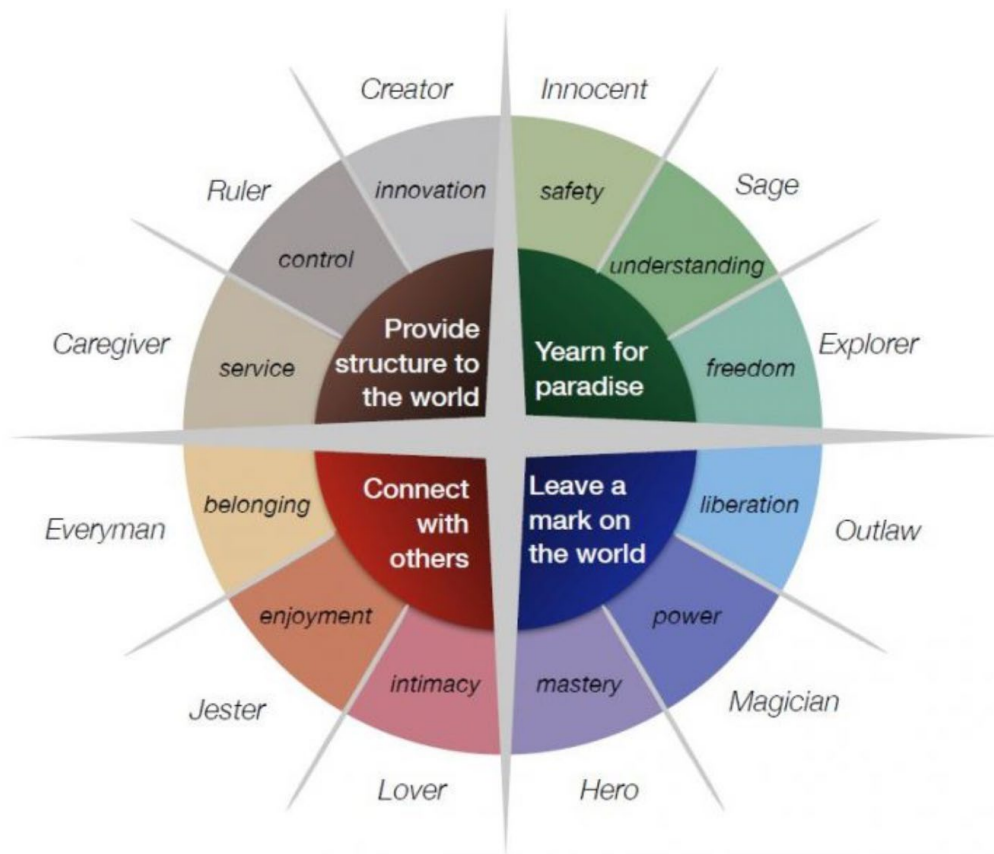 Creator
Innocent
Ruler
innovation
safety
Sage
control
understanding
Caregiver
service
Provide
structure to
the world
Yearn for
paradise
freedom
Explorer
Everyman
belonging
Connect
with
others
Leave a
mark on
the world
liberation
Outlaw
enjoyment
power
Jester
intimacy
mastery
Magician
Lover
Hero